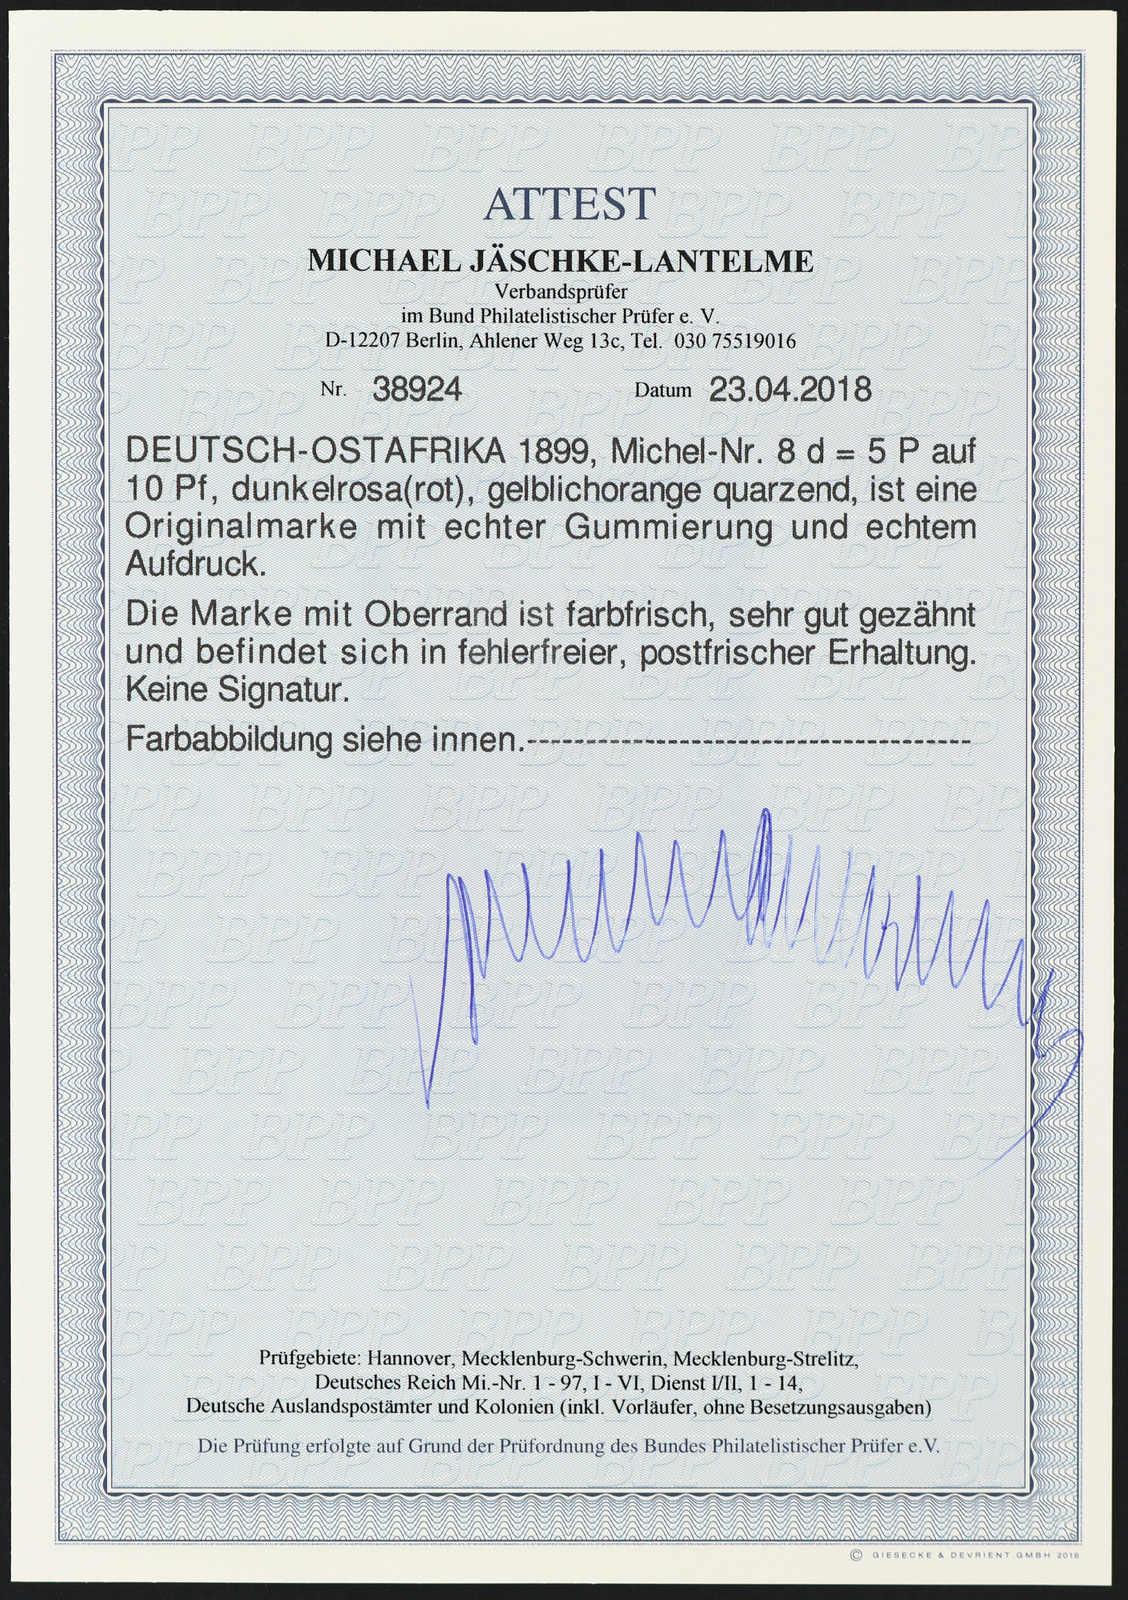 ATTEST
MICHAEL JÄSCHKE-LANTELME
Verbandsprüfer
im Bund Philatelistischer Prüfer e. V.
D-12207 Berlin, Ahlener Weg 13c, Tel. 030 75519016
Nr. 38924 Datum 23.04.2018
DEUTSCH-OSTAFRIKA 1899, Michel-Nr. 8 d = 5 P auf
10 Pf, dunkelrosa(rot), gelblichorange quarzend, ist eine
Originalmarke mit echter Gummierung und echtem
Aufdruck.
Die Marke mit Oberrand ist farbfrisch, sehr gut gezähnt
und befindet sich in fehlerfreier, postfrischer Erhaltung.
Keine Signatur.
Farbabbildung siehe innen.----------------------------------------
Prüfgebiete: Hannover, Mecklenburg-Schwerin, Mecklenburg-Strelitz,
Deutsches Reich Mi.-Nr. 1 - 97, I - VI, Dienst I/II, 1 - 14,
Deutsche Auslandspostämter und Kolonien (inkl. Vorläufer, ohne Besetzungsausgaben)
Die Prüfung erfolgte auf Grund der Prüfordnung des Bundes Philatelistischer Prüfer e.V.
© GIESECKE & DEVRIENT GMBH 2016